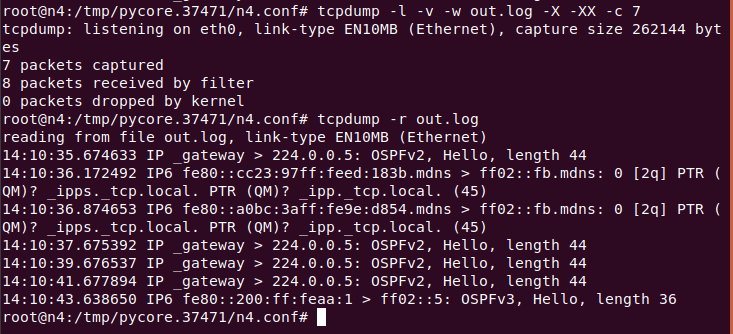 root@n4:/tmp/pycore.37471/n4.conf# tcpdump -l -v -w out.log -X -XX -c 7
tcpdump: listening on eth0, link-type EN10MB (Ethernet), capture size 262144 byt
es
7 packets captured
8 packets received by filter
0 packets dropped by kernel
root@n4:/tmp/pycore.37471/n4.conf# tcpdump -r out.log
reading from file out.log, link-type EN10MB (Ethernet)
14:10:35.674633 IP _gateway > 224.0.0.5: OSPFv2, Hello, length 44
14:10:36.172492 IP6 fe80::cc23:97ff:feed:183b.mdns > ff02::fb.mdns: 0 [2q] PTR (
QM)? _ipps._tcp.local. PTR (QM)? _ipp._tcp.local. (45)
14:10:36.874653 IP6 fe80::a0bc:3aff:fe9e:d854.mdns > ff02::fb.mdns: 0 [2q] PTR (
QM)? _ipps._tcp.local. PTR (QM)? _ipp._tcp.local. (45)
14:10:37.675392 IP _gateway > 224.0.0.5: OSPFv2, Hello, length 44
14:10:39.676537 IP _gateway > 224.0.0.5: OSPFv2, Hello, length 44
14:10:41.677894 IP _gateway > 224.0.0.5: OSPFv2, Hello, length 44
14:10:43.638650 IP6 fe80::200:ff:feaa:1 > ff02::5: OSPFv3, Hello, length 36
root@n4:/tmp/pycore.37471/n4.conf#